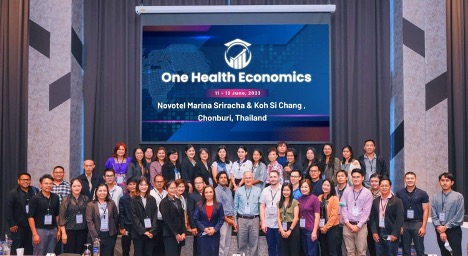 One Health Economics
11 - 13 June, 2023
Novotel Marina Sriracha & Koh Si Chang ,
Chonburi, Thailand